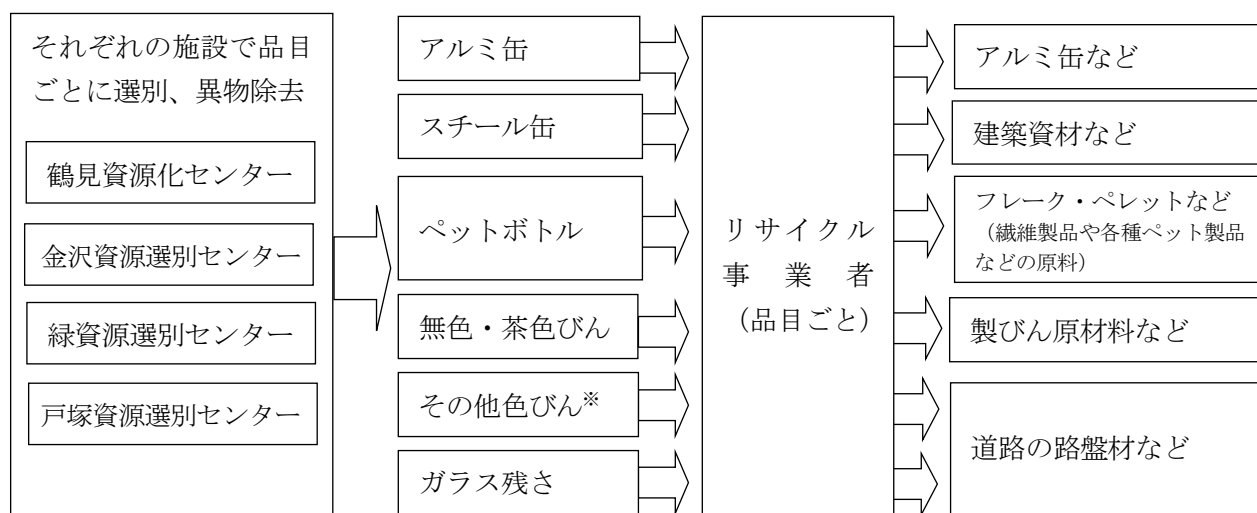 それぞれの施設で品目
ごとに選別、異物除去
鶴見資源化センター
金沢資源選別センター
緑資源選別センター
戸塚資源選別センター
アルミ缶
スチール缶
ペットボトル
無色・茶色びん
その他色びん※
ガラス残さ
リサイクル
事業者
（品目ごと）
アルミ缶など
建築資材など
フレーク・ペレットなど
（繊維製品や各種ペット製品
などの原料）
製びん原材料など
道路の路盤材など